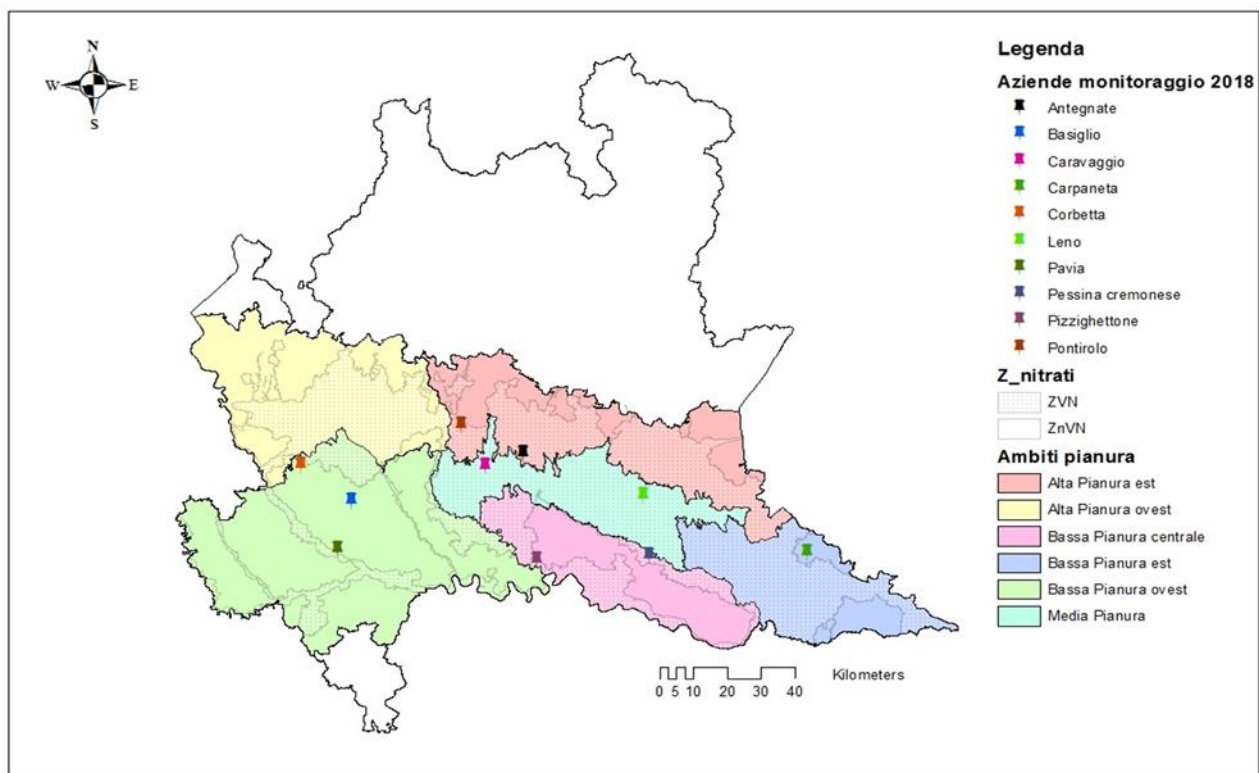 N
W E
S
Legenda
Aziende monitoraggio 2018
Antegnate
Basiglio
Caravaggio
Carpaneta
Corbetta
Leno
Pavia
Pessina cremonese
Pizzighettone
Pontirolo
Z_nitrati
ZVN
ZnVN
Ambiti pianura
Alta Pianura est
Alta Pianura ovest
Bassa Pianura centrale
Bassa Pianura est
Bassa Pianura ovest
Media Pianura
Kilometers
0 5 10 20 30 40